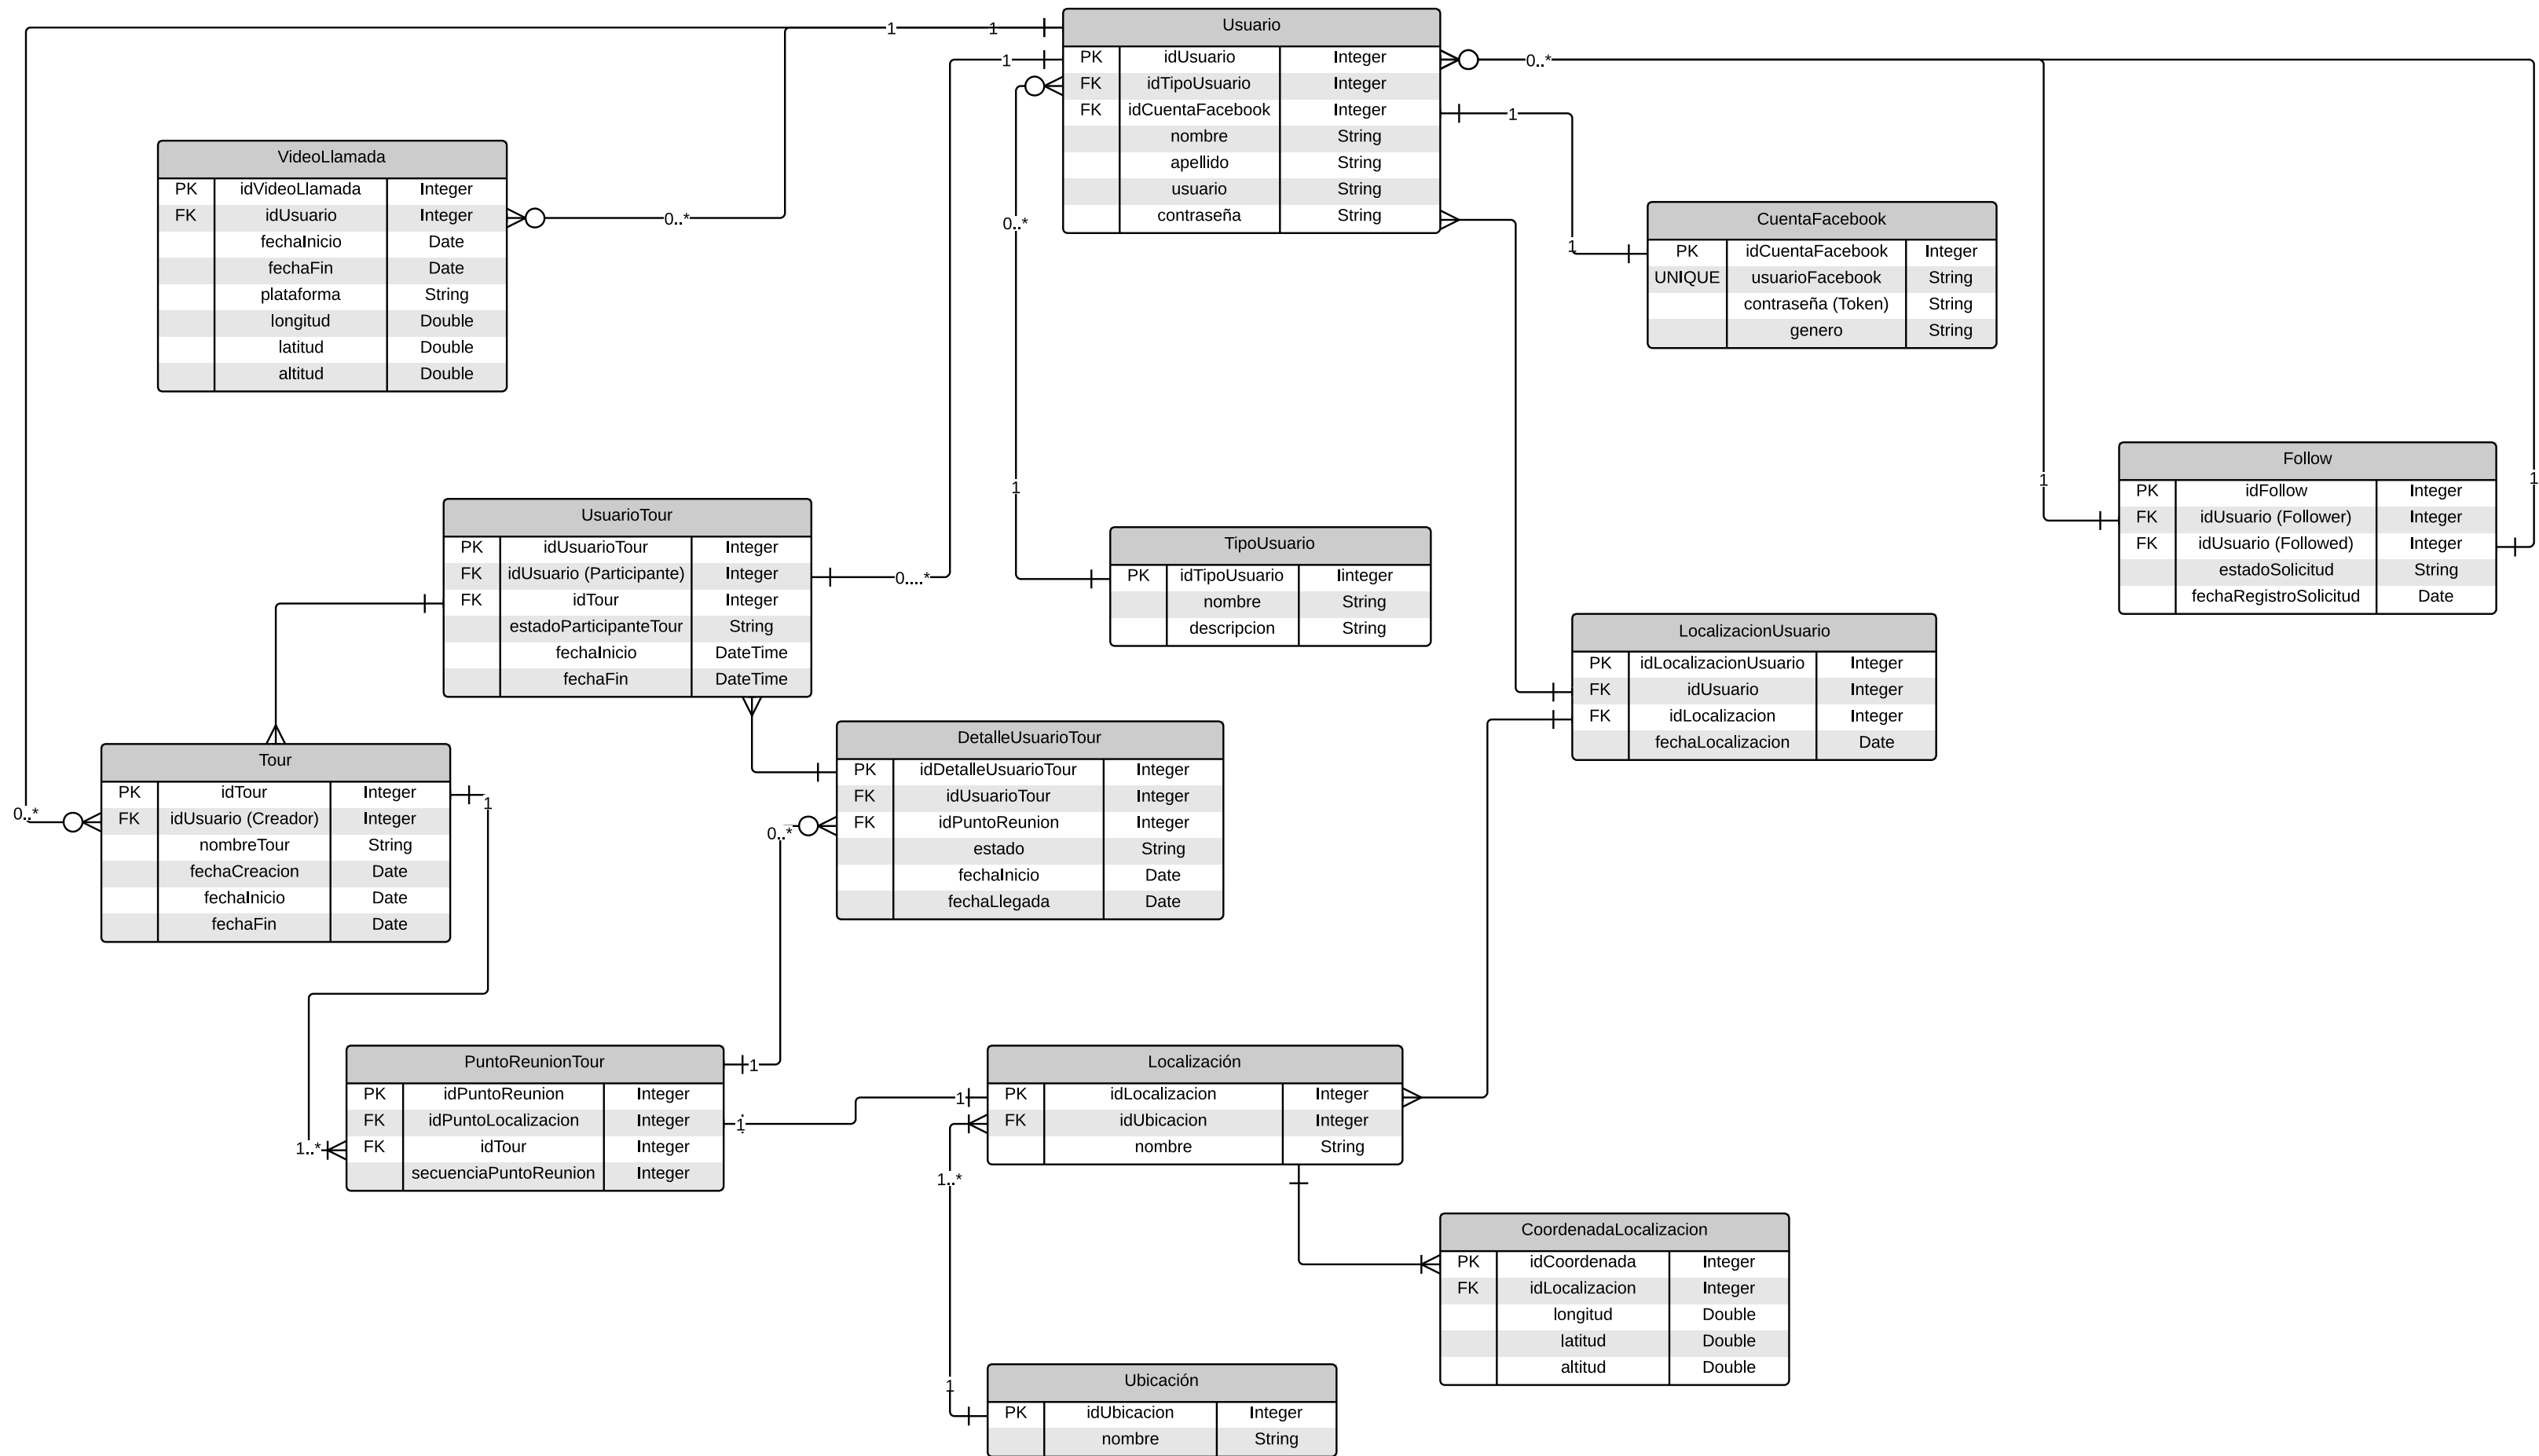 Usuario
PK idUsuario Integer
FK idTipoUsuario Integer
FK idCuentaFacebook Integer
nombre String
apellido String
usuario String
contraseña String
1
1
1
0..*
1
0..*
1
0..*
1
VideoLlamada
PK idVideoLlamada Integer
FK idUsuario Integer
fechaInicio Date
fechaFin Date
plataforma String
longitud Double
latitud Double
altitud Double
CuentaFacebook
PK idCuentaFacebook Integer
UNIQUE usuarioFacebook String
contraseña (Token) String
genero String
Follow
PK idFollow Integer
FK idUsuario (Follower) Integer
FK idUsuario (Followed) Integer
estadoSolicitud String
fechaRegistroSolicitud Date
1
1
1
UsuarioTour
PK idUsuarioTour Integer
FK idUsuario (Participante) Integer
FK idTour Integer
estadoParticipanteTour String
fechaInicio DateTime
fechaFin DateTime
0....*
TipoUsuario
PK idTipoUsuario Iinteger
nombre String
descripcion String
LocalizacionUsuario
PK idLocalizacionUsuario Integer
FK idUsuario Integer
FK idLocalizacion Integer
fechaLocalizacion Date
Tour
PK idTour Integer
FK idUsuario (Creador) Integer
nombreTour String
fechaCreacion Date
fechaInicio Date
fechaFin Date
0..*
1
DetalleUsuarioTour
PK idDetalleUsuarioTour Integer
FK idUsuarioTour Integer
FK idPuntoReunion Integer
estado String
fechaInicio Date
fechaLlegada Date
0..*
PuntoReunionTour
PK idPuntoReunion Integer
FK idPuntoLocalizacion Integer
FK idTour Integer
secuenciaPuntoReunion Integer
1..*
1
1
1
Localización
PK idLocalizacion Integer
FK idUbicacion Integer
nombre String
1..*
1
CoordenadaLocalizacion
PK idCoordenada Integer
FK idLocalizacion Integer
longitud Double
latitud Double
altitud Double
Ubicación
PK idUbicacion Integer
nombre String